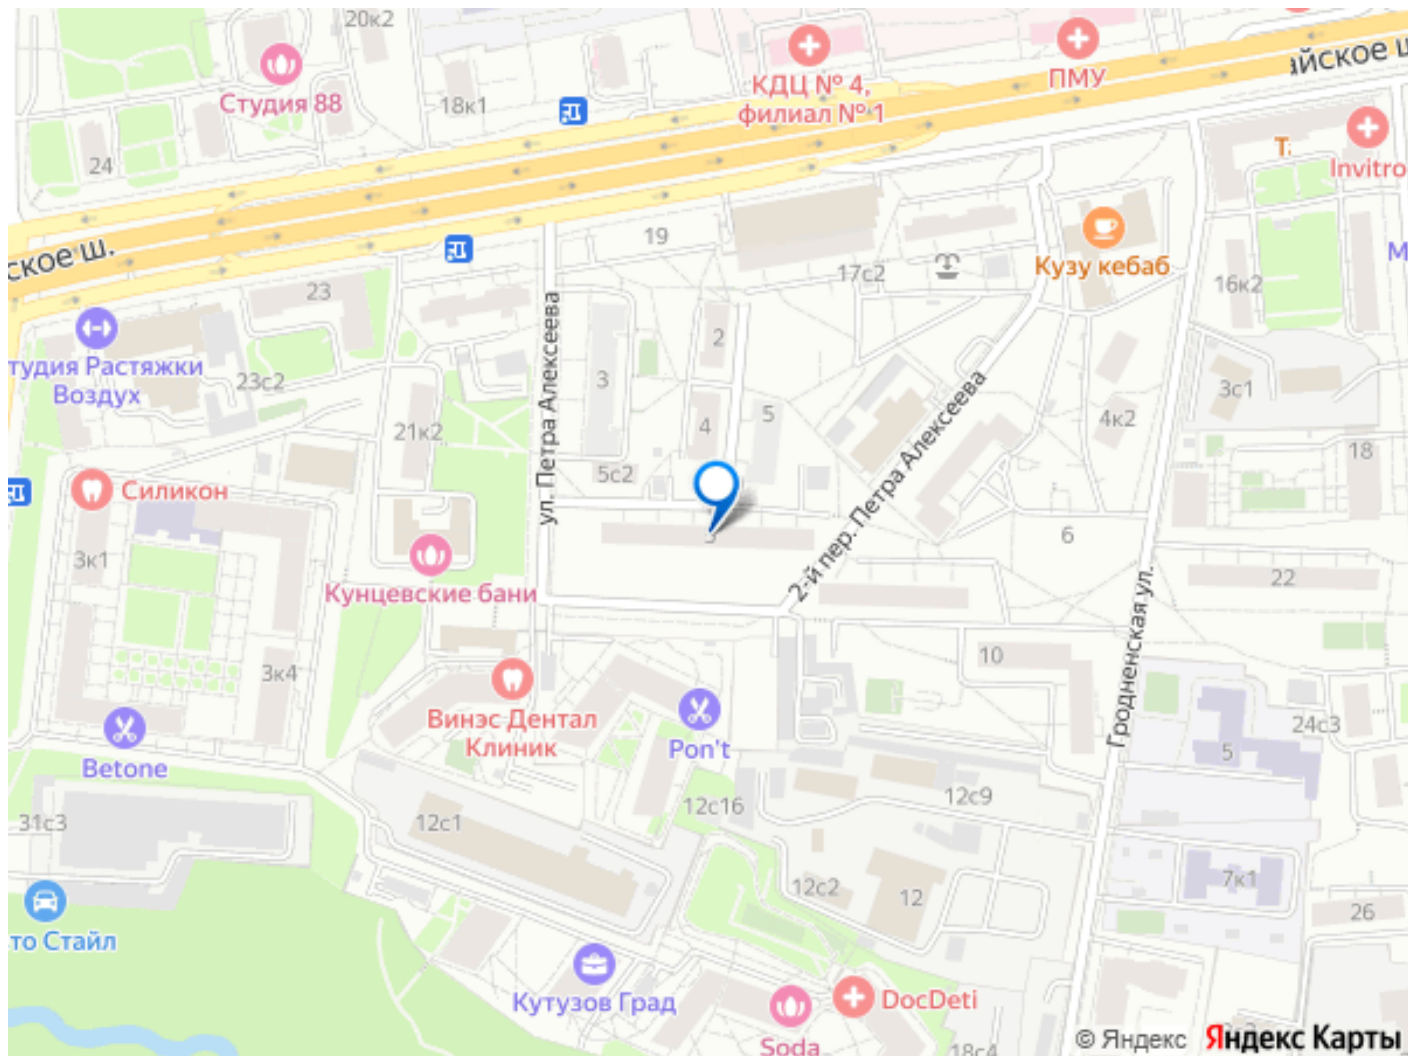 20к2
Студия 88
18к1
24
КДЦ № 4,
филиал № 1
ПМУ
Invitro
ское ш.
19
17с2
Кузу кебаб
16к2
23
тудия Растяжки
Воздух
23с2
21к2
ул. Петра Алексеева
3
2
4
5
5с2
2-й пер. Петра Алексеева
4к2
3с1
18
Силикон
3к1
Кунцевские бани
6
22
Гродненская ул.
3к4
10
Винэс Дентал
Клиник
Pon't
Betone
24с3
5
31с3
12с1
12с16
12с9
12с2
12
7к1
26
то Стайл
Кутузов Град
DocDeti
Soda
18с4
© Яндекс Яндекс Карты